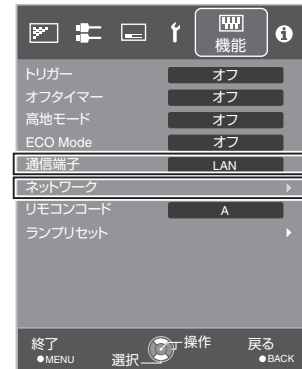 機能
トリガー オフ
オフタイマー オフ
高地モード オフ
ECO Mode オフ
通信端子 LAN
ネットワーク
リモコンコード A
ランプリセット
終了 操作 戻る
●MENU 選択 ●BACK